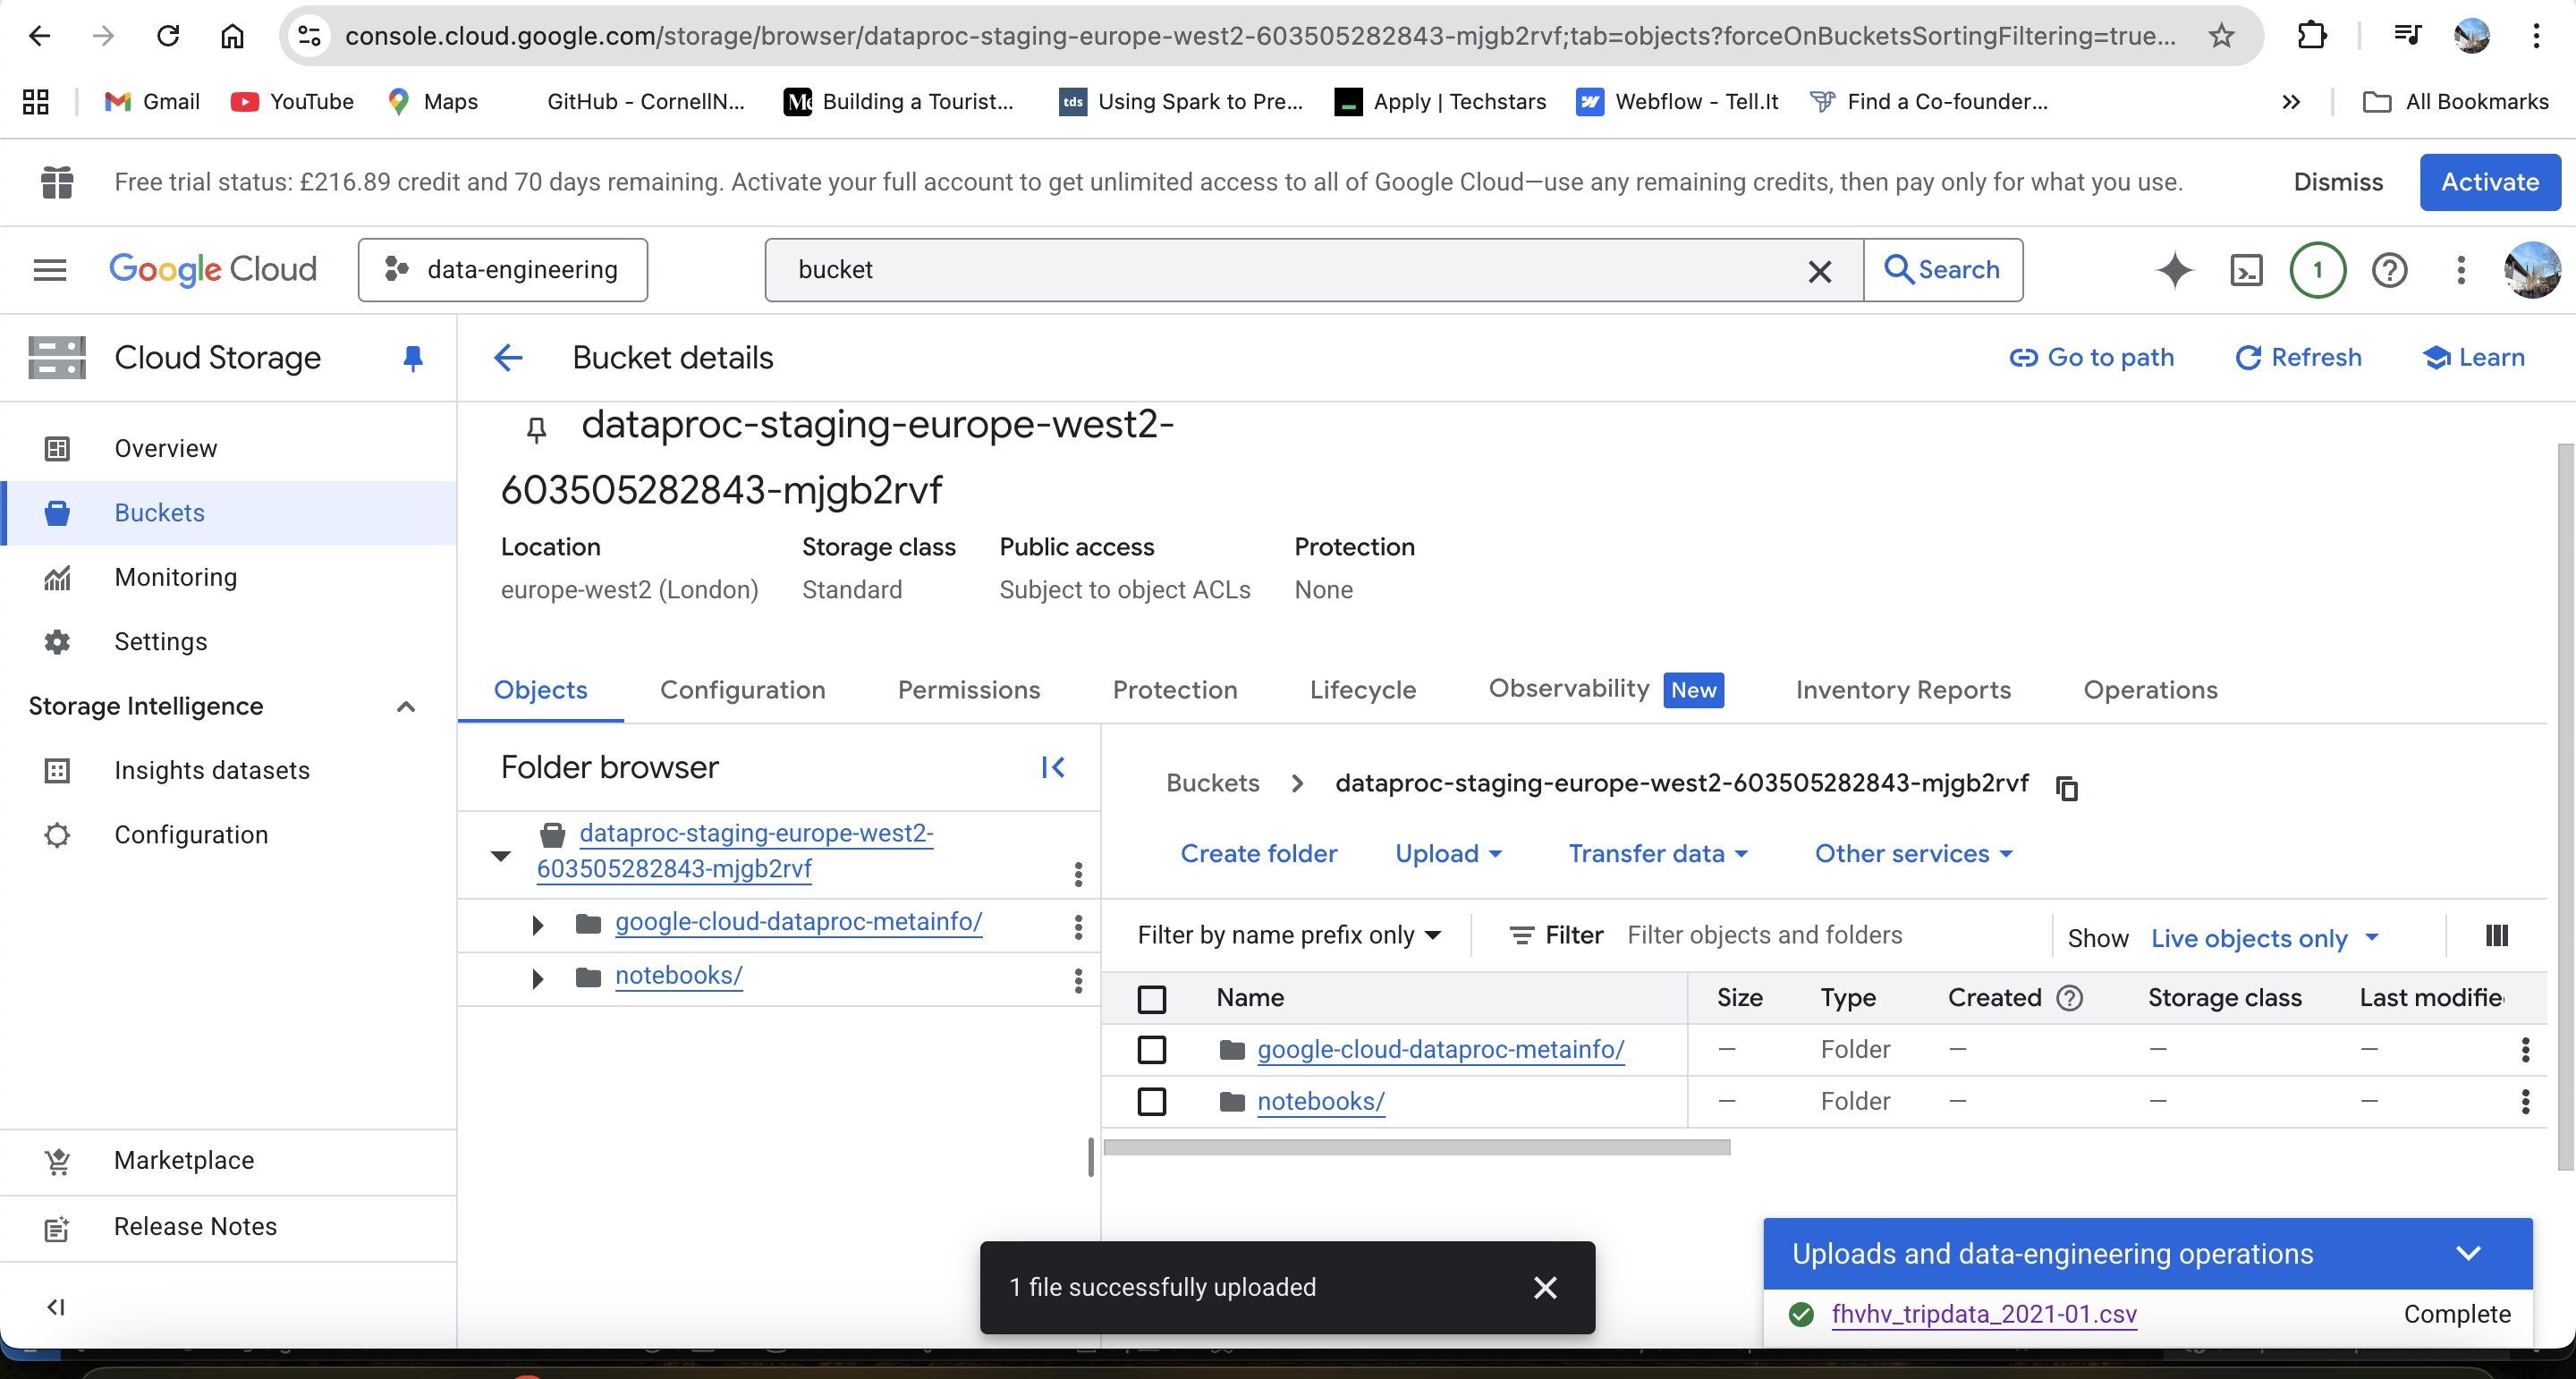 console.cloud.google.com/storage/browser/dataproc-staging-europe-west2-603505282843-mjgb2rvf;tab=objects?forceOnBucketsSortingFiltering=true...
Gmail YouTube Maps GitHub - CornellN... Me Building a Tourist... tds Using Spark to Pre... Apply | Techstars Webflow - Tell.It Find a Co-founder... All Bookmarks
Free trial status: £216.89 credit and 70 days remaining. Activate your full account to get unlimited access to all of Google Cloud—use any remaining credits, then pay only for what you use. Dismiss Activate
Google Cloud data-engineering bucket Search 1
Cloud Storage
Overview
Buckets
Monitoring
Settings
Storage Intelligence
Insights datasets
Configuration
Marketplace
Release Notes
Bucket details Go to path Refresh Learn
dataproc-staging-europe-west2-
603505282843-mjgb2rvf
Location Storage class Public access Protection
europe-west2 (London) Standard Subject to object ACLs None
Objects Configuration Permissions Protection Lifecycle Observability New Inventory Reports Operations
Folder browser
dataproc-staging-europe-west2-
603505282843-mjgb2rvf
google-cloud-dataproc-metainfo/
notebooks/
Buckets dataproc-staging-europe-west2-603505282843-mjgb2rvf
Create folder Upload Transfer data Other services
Filter by name prefix only Filter Filter objects and folders Show Live objects only
Name Size Type Created Storage class Last modifie
google-cloud-dataproc-metainfo/ — Folder — — —
notebooks/ — Folder — — —
1 file successfully uploaded
Uploads and data-engineering operations
fhvhv_tripdata_2021-01.csv Complete